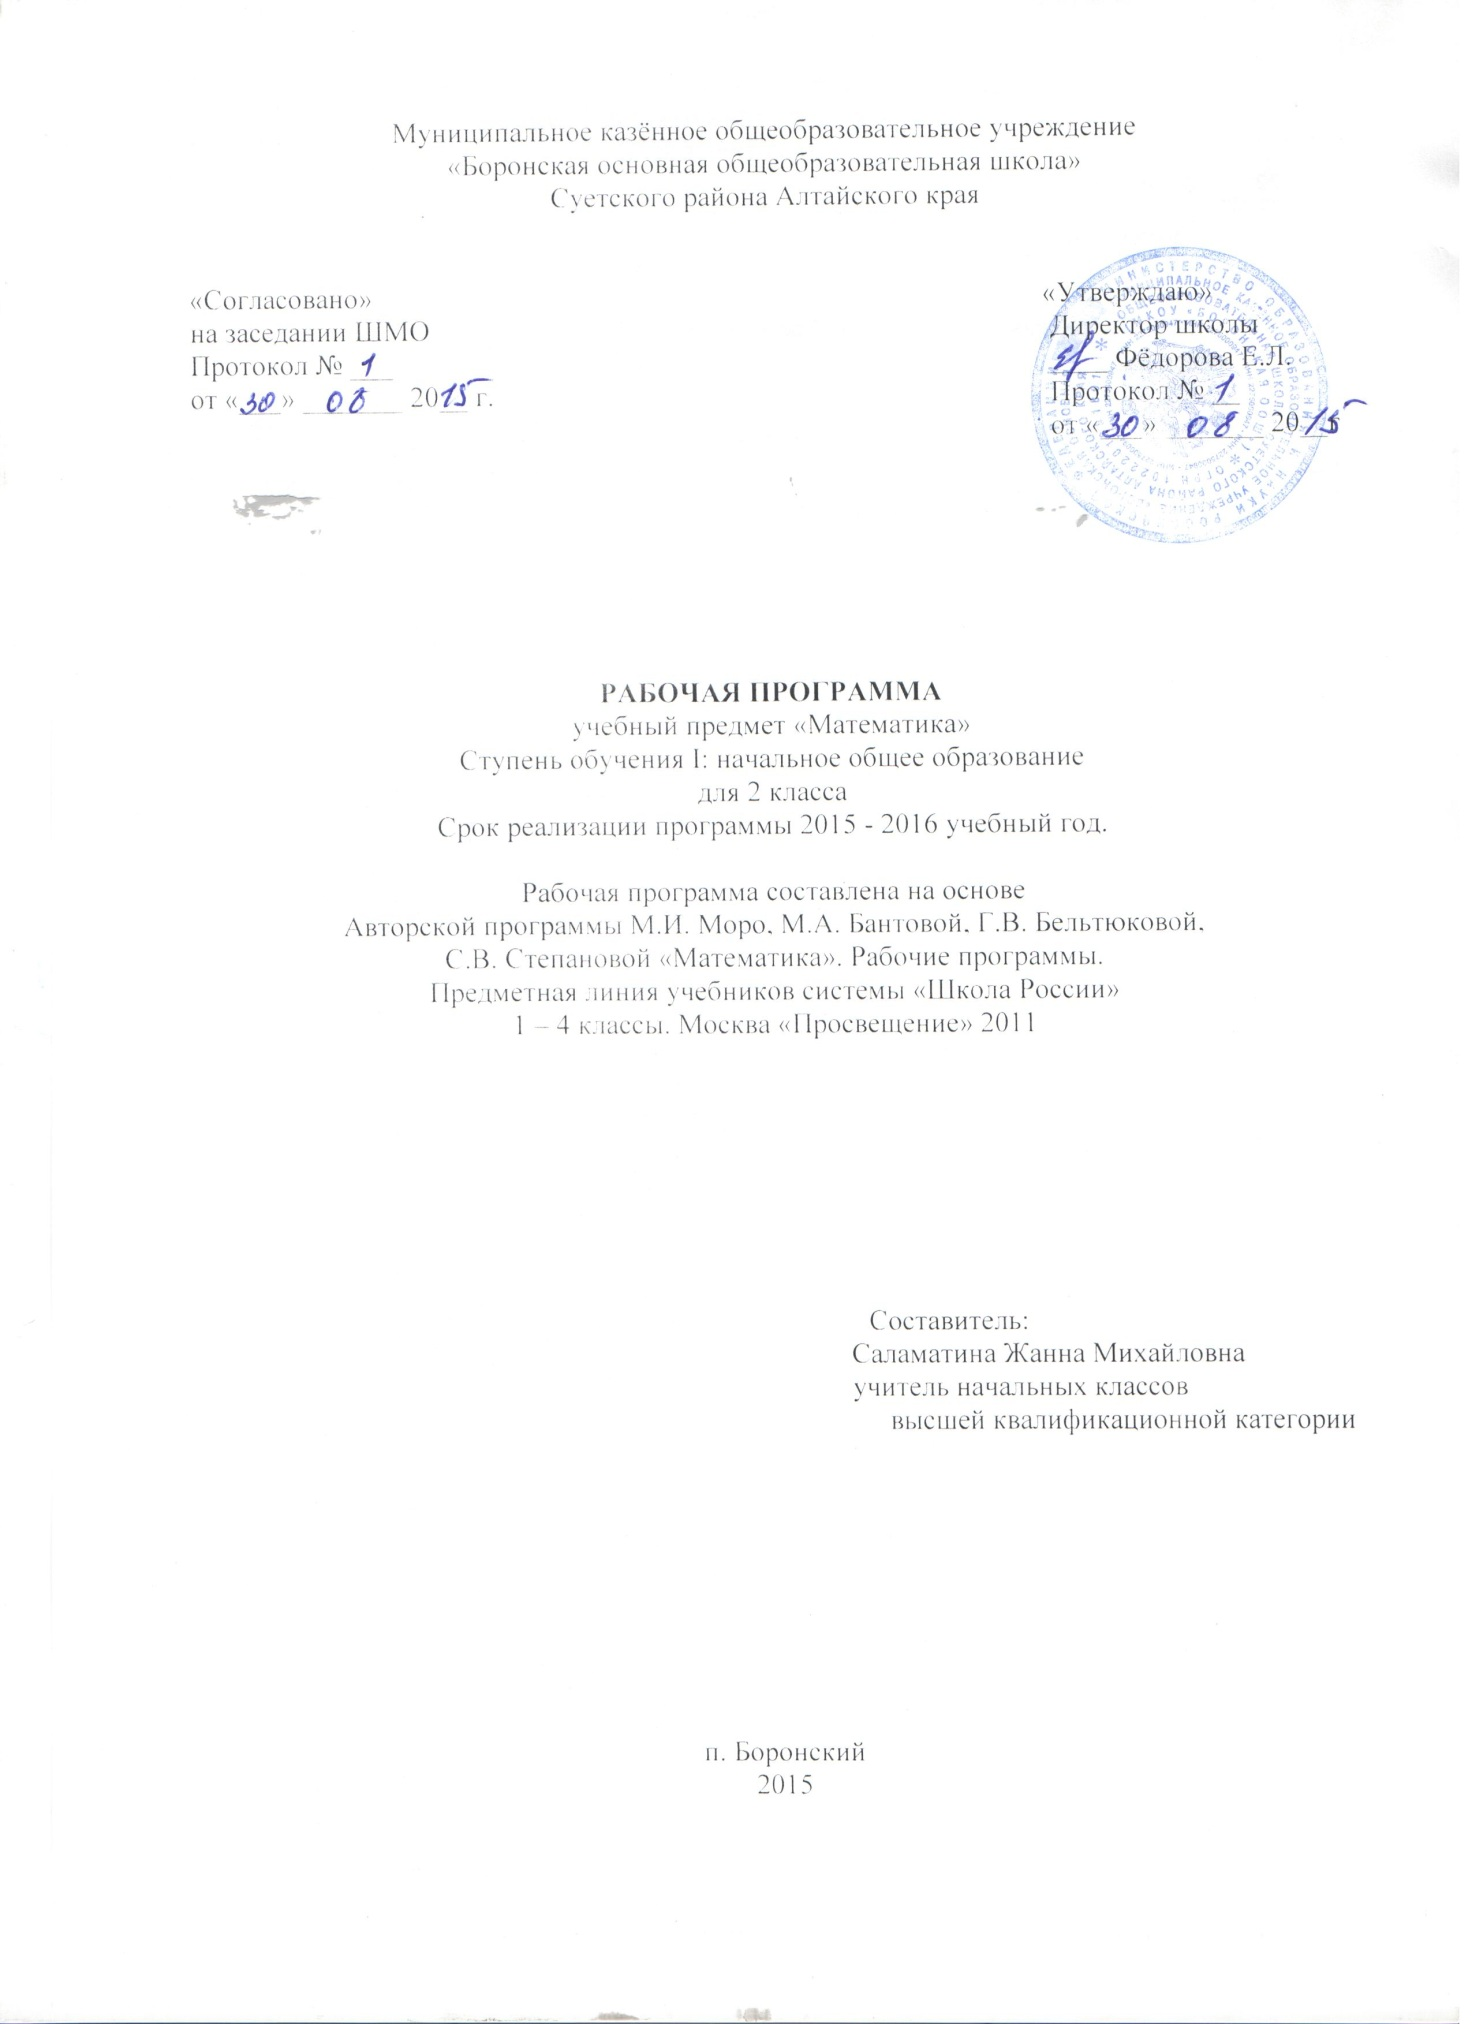 Муниципальное казённое общеобразовательное учреждение
«Боронская основная общеобразовательная школа»
Суетского района Алтайского края
«Согласовано»
на заседании ШМО
Протокол № 1
от «30» 08 2015 г.
«Утверждаю»
Директор школы
Фёдорова Е.Л.
Протокол № 1
от «30» 08 2015
РАБОЧАЯ ПРОГРАММА
учебный предмет «Математика»
Ступень обучения I: начальное общее образование
для 2 класса
Срок реализации программы 2015 - 2016 учебный год.
Рабочая программа составлена на основе
Авторской программы М.И. Моро, М.А. Бантовой, Г.В. Бельтюковой,
С.В. Степановой «Математика». Рабочие программы.
Предметная линия учебников системы «Школа России»
1 – 4 классы. Москва «Просвещение» 2011
Составитель:
Саламатина Жанна Михайловна
учитель начальных классов
высшей квалификационной категории
п. Боронский
2015